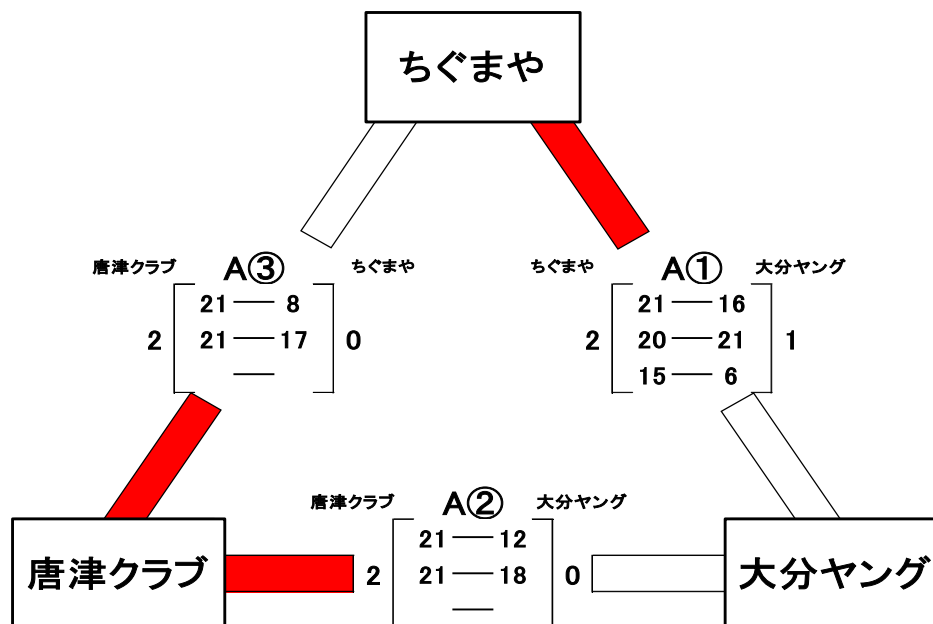 ちぐまや
唐津クラブ A③ ちぐまや
21 — 8
2 21 — 17 0
—
ちぐまや A① 大分ヤング
21 — 16
2 20 — 21 1
15 — 6
唐津クラブ A② 大分ヤング
21 — 12
2 21 — 18 0
—
唐津クラブ
大分ヤング